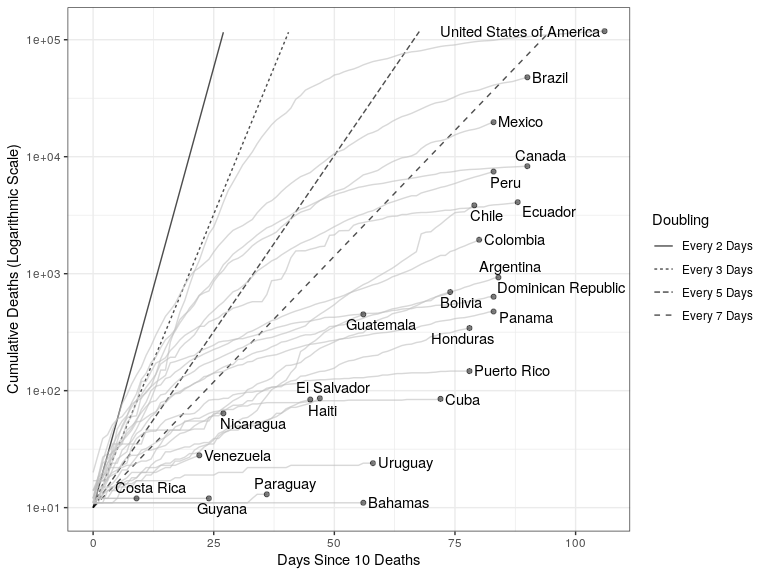 Cumulative Deaths (Logarithmic Scale)
1e+05
1e+04
1e+03
1e+02
1e+01
United States of America
Brazil
Mexico
Canada
Peru
Ecuador
Chile
Colombia
Argentina
Dominican Republic
Bolivia
Panama
Guatemala
Honduras
Puerto Rico
El Salvador
Cuba
Haiti
Nicaragua
Venezuela
Uruguay
Paraguay
Costa Rica
Bahamas
Guyana
0
25
50
75
100
Days Since 10 Deaths
Doubling
Every 2 Days
Every 3 Days
Every 5 Days
Every 7 Days